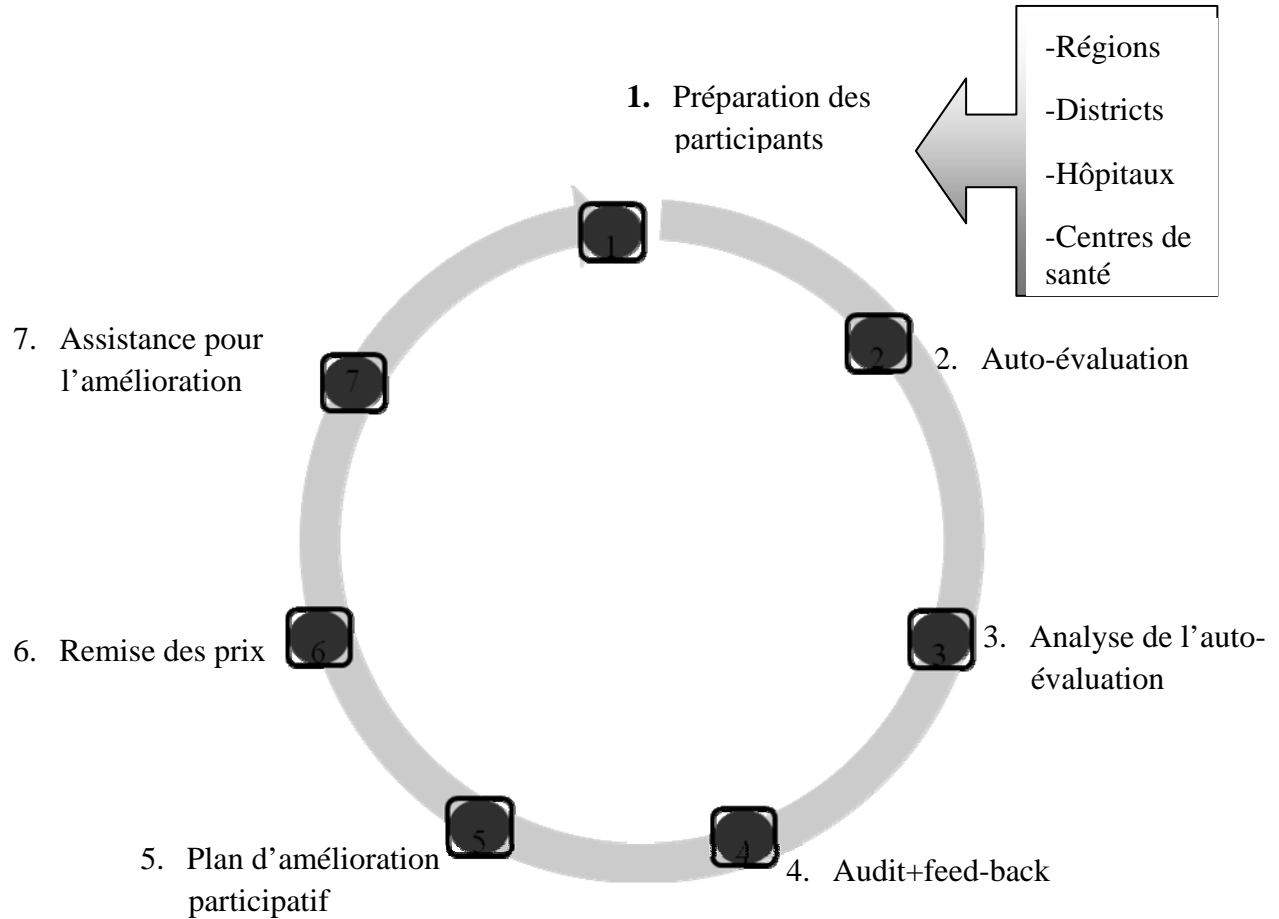 -Régions
-Districts
-Hôpitaux
-Centres de
santé
1. Préparation des
participants
1
2
2. Auto-évaluation
3
3. Analyse de l’auto-
évaluation
4
4. Audit+feed-back
5
5. Plan d’amélioration
participatif
6
6. Remise des prix
7
7. Assistance pour
l’amélioration